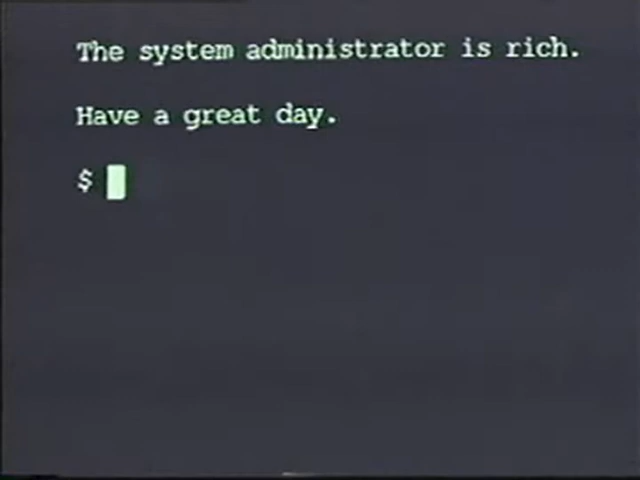 The system administrator is rich.
Have a great day.
$